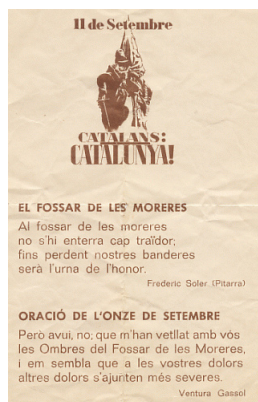 11 de Setembre
CATALANS:
CATALUNYA!
EL FOSSAR DE LES MORERES
Al fossar de les moreres
no s'hi enterra cap traïdor;
fins perdent nostres banderes
serà l'urna de l'honor.
Frederic Soler (Pitarra)
ORACIÓ DE L'ONZE DE SETEMBRE
Però avui, no; que m'han vetllat amb vós
les Ombres del Fossar de les Moreres,
i em sembla que a les vostres dolors
altres dolors s'ajunten més severes.
Ventura Gassol